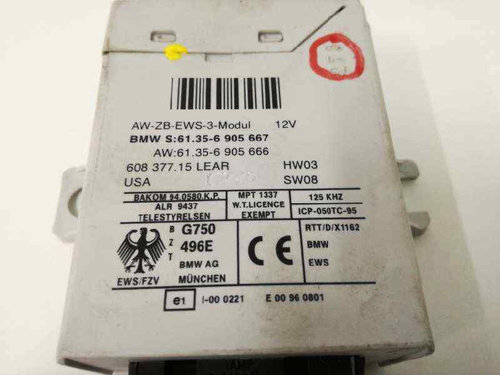 AW-ZB-EWS-3-Modul 12V
BMW S:61.35-6 905 667
AW:61.35-6 905 666
608 377.15 LEAR HW03
USA SW08
BAKOM 94.0580.K.P. MPT 1337 125 KHZ
ALR 9437 W.T.LICENCE ICP-050TC-95
TELESTYRELSEN EXEMPT
B Z T G750 RTT/D/X1162
496E BMW
BMW AG EWS
EWS/FZV MÜNCHEN CE
e1 I-00 0221 E 00 96 0801